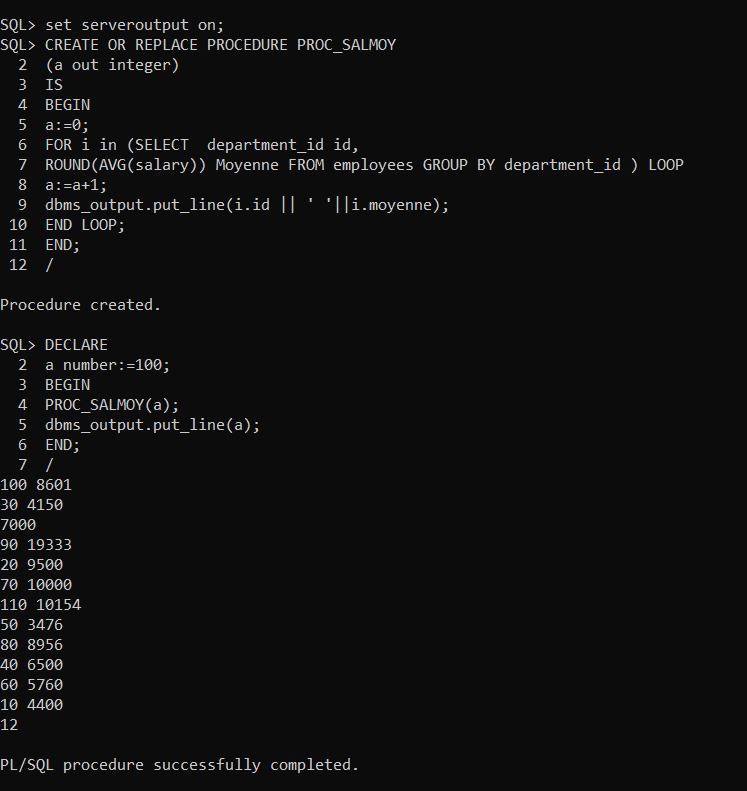 SQL> set serveroutput on;
SQL> CREATE OR REPLACE PROCEDURE PROC_SALMOY
  2  (a out integer)
  3  IS
  4  BEGIN
  5  a:=0;
  6  FOR i in (SELECT  department_id id,
  7  ROUND(AVG(salary)) Moyenne FROM employees GROUP BY department_id ) LOOP
  8  a:=a+1;
  9  dbms_output.put_line(i.id || ' '||i.moyenne);
 10  END LOOP;
 11  END;
 12  /
Procedure created.
SQL> DECLARE
  2  a number:=100;
  3  BEGIN
  4  PROC_SALMOY(a);
  5  dbms_output.put_line(a);
  6  END;
  7  /
100 8601
30 4150
7000
90 19333
20 9500
70 10000
110 10154
50 3476
80 8956
40 6500
60 5760
10 4400
12
PL/SQL procedure successfully completed.